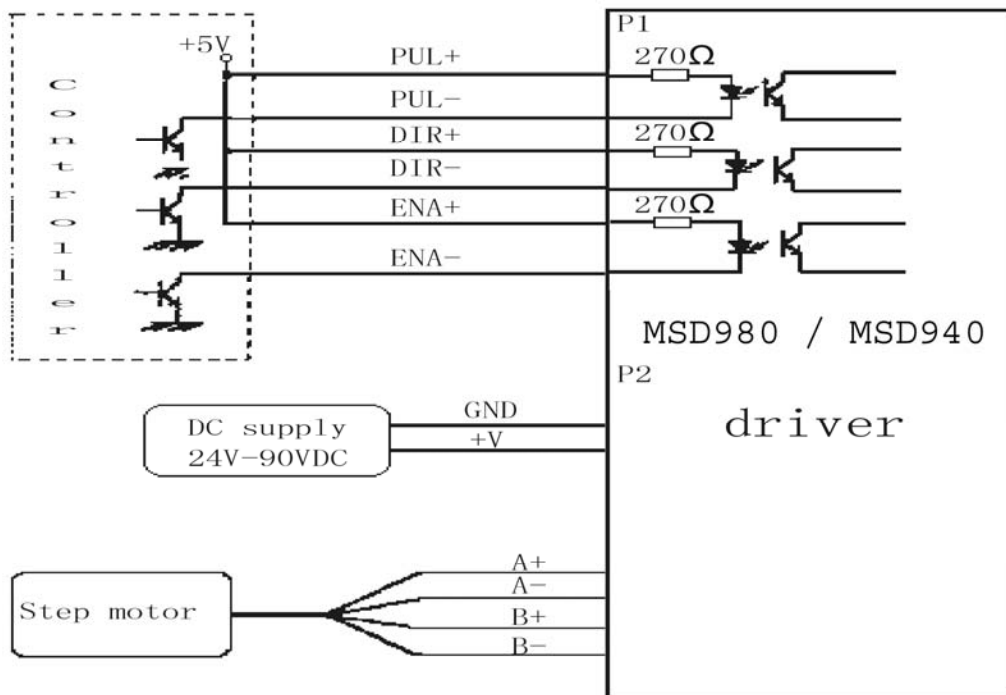 Controller
+5V
PUL+
PUL-
DIR+
DIR-
ENA+
ENA-
P1
270Ω
270Ω
270Ω
MSD980 / MSD940
P2
driver
DC supply
24V-90VDC
GND
+V
Step motor
A+
A-
B+
B-